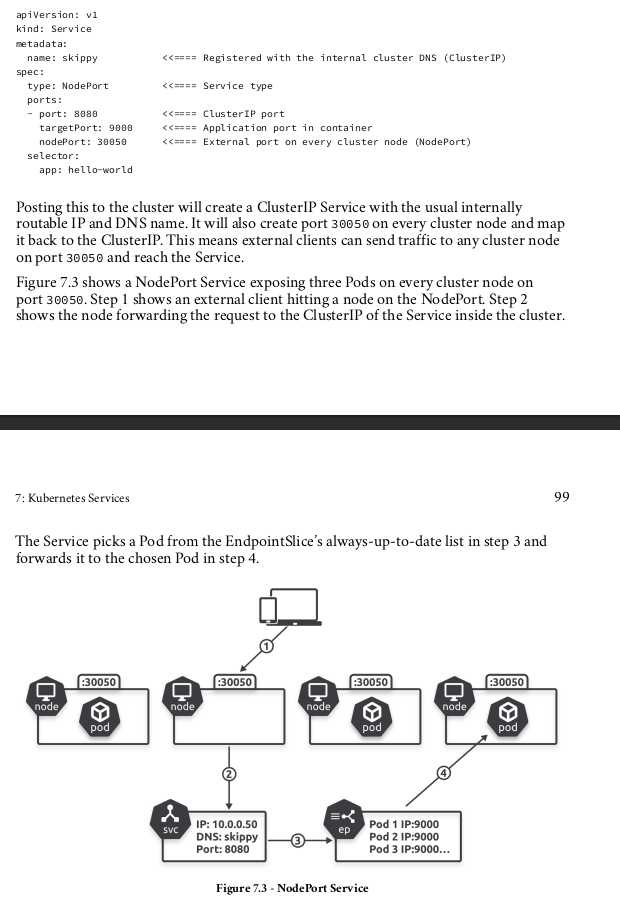 apiVersion: v1
kind: Service
metadata:
  name: skippy          <<==== Registered with the internal cluster DNS (ClusterIP)
spec:
  type: NodePort        <<==== Service type
  ports:
  - port: 8080          <<==== ClusterIP port
    targetPort: 9000    <<==== Application port in container
    nodePort: 30050     <<==== External port on every cluster node (NodePort)
  selector:
    app: hello-world
Posting this to the cluster will create a ClusterIP Service with the usual internally
routable IP and DNS name. It will also create port 30050 on every cluster node and map
it back to the ClusterIP. This means external clients can send traffic to any cluster node
on port 30050 and reach the Service.
Figure 7.3 shows a NodePort Service exposing three Pods on every cluster node on
port 30050. Step 1 shows an external client hitting a node on the NodePort. Step 2
shows the node forwarding the request to the ClusterIP of the Service inside the cluster.
7: Kubernetes Services 99
The Service picks a Pod from the EndpointSlice's always-up-to-date list in step 3 and
forwards it to the chosen Pod in step 4.
1
:30050 :30050 :30050 :30050
node node node node
pod pod pod
2 4
svc
IP: 10.0.0.50
DNS: skippy
Port: 8080
3
ep
Pod 1 IP:9000
Pod 2 IP:9000
Pod 3 IP:9000...
Figure 7.3 - NodePort Service